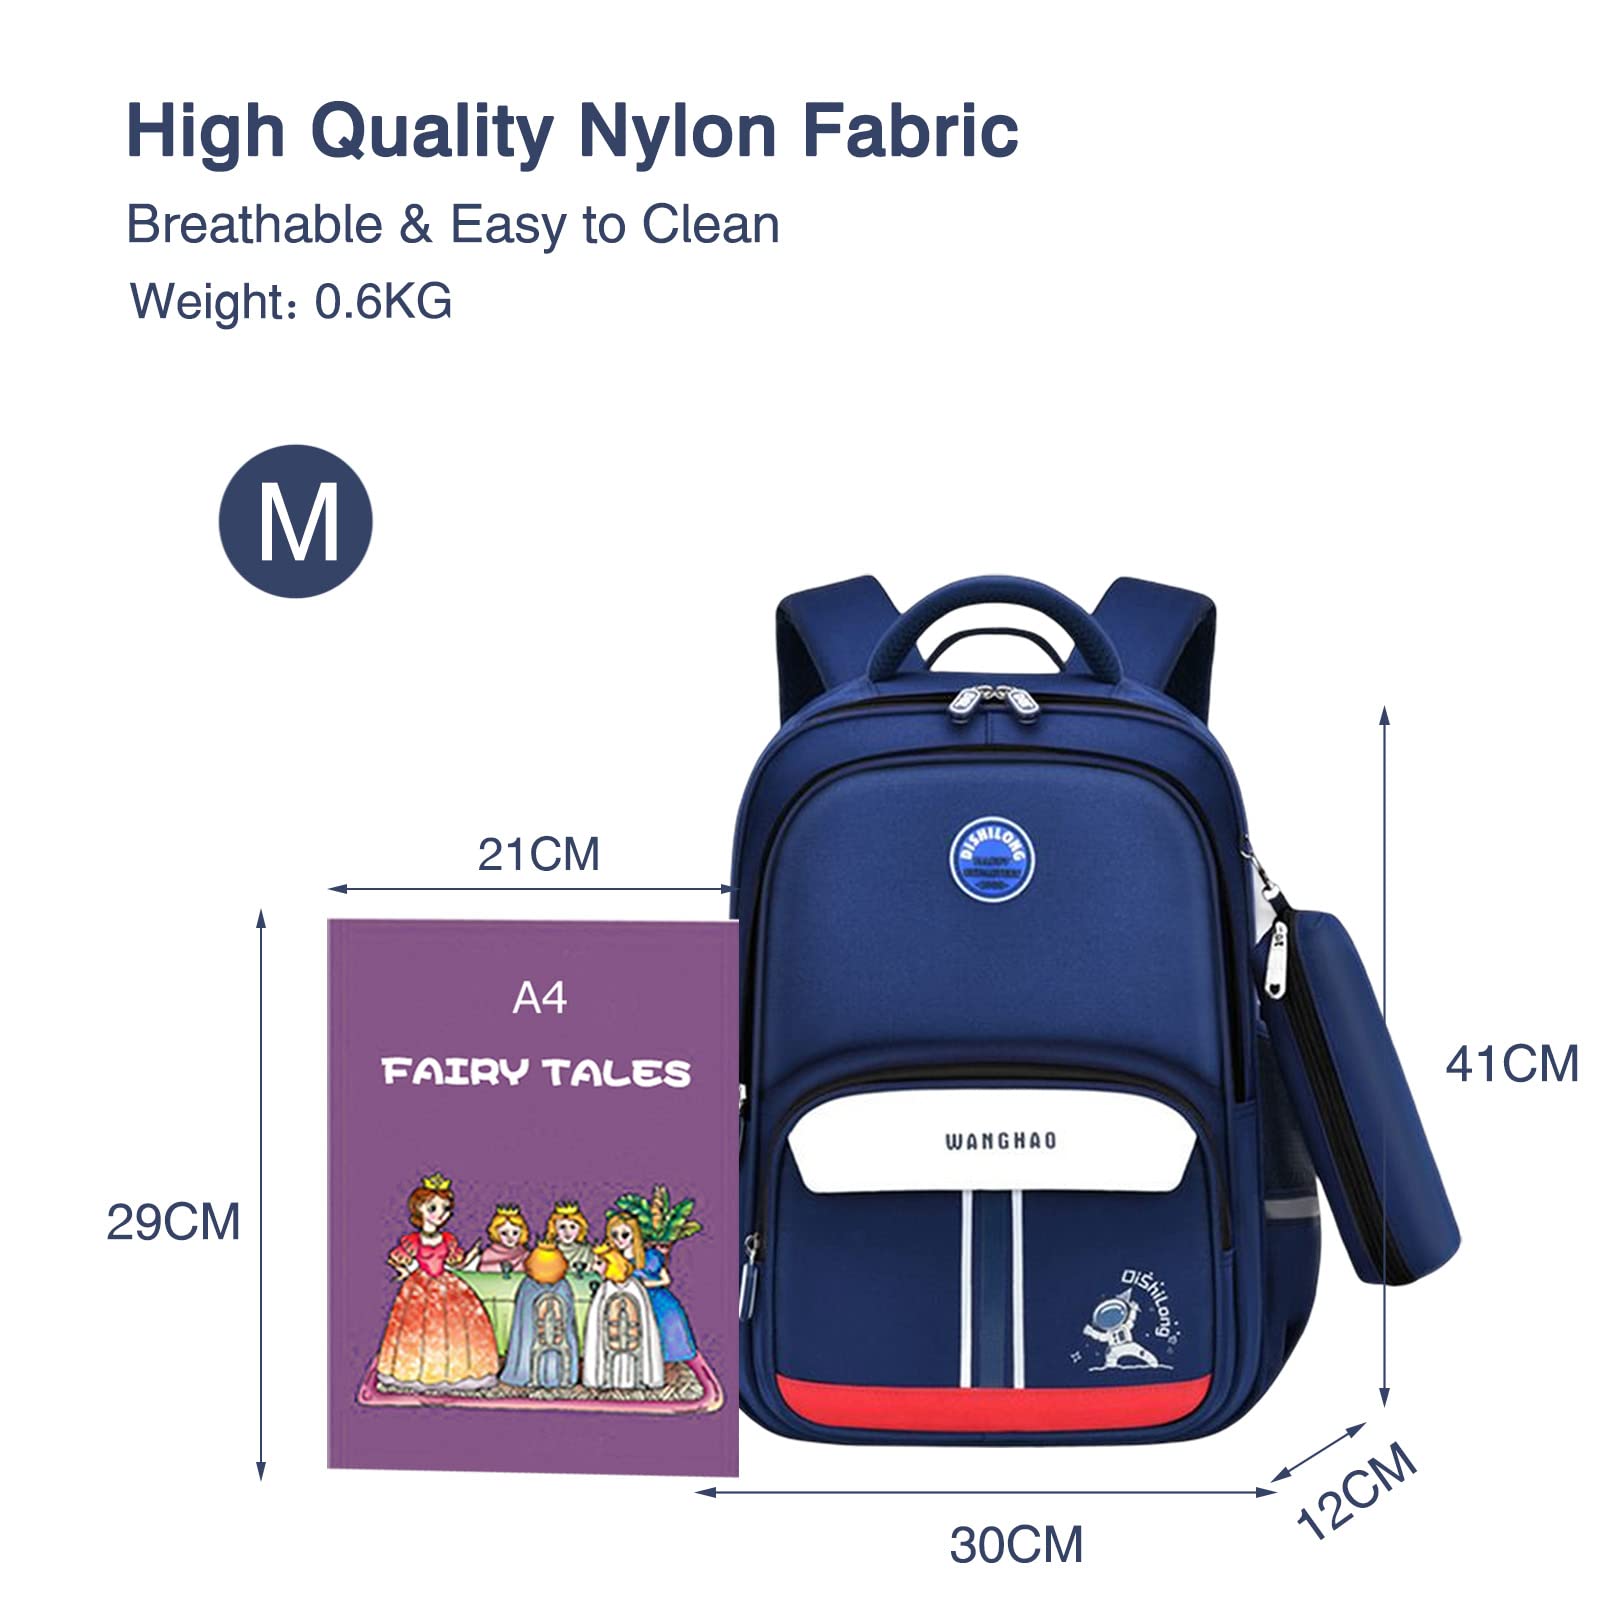 High Quality Nylon Fabric
Breathable & Easy to Clean
Weight: 0.6KG
M
21CM
A4
FAIRY TALES
29CM
DISHILONG
WANGHAO
DiShiLong
41CM
12CM
30CM